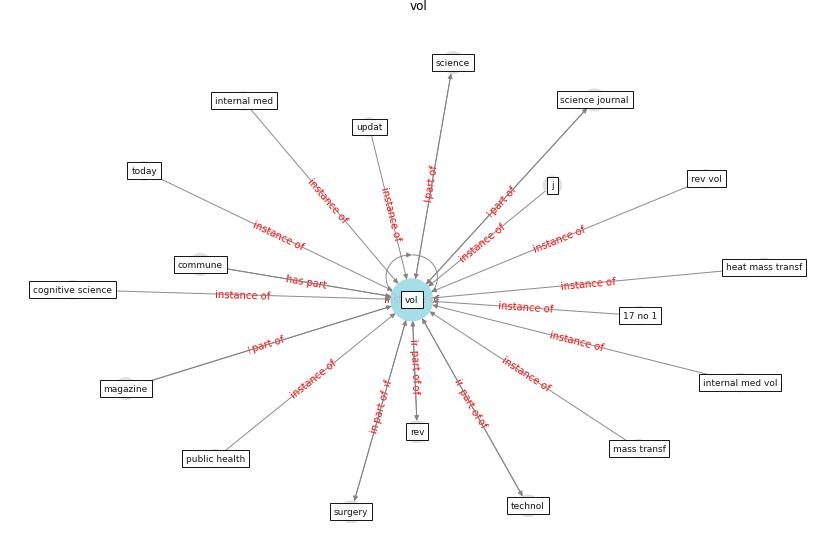 vol
science
science journal
internal med
updat
part of
today
instance of
instance of
part of
j
rev vol
instance of
instance of
instance of
commune
has part
cognitive science
instance of
vol
instance of
heat mass transf
instance of
17 no 1
magazine
part of
instance of
part of
instance of
internal med vol
instance of
public health
part of
rev
part of
mass transf
surgery
technol